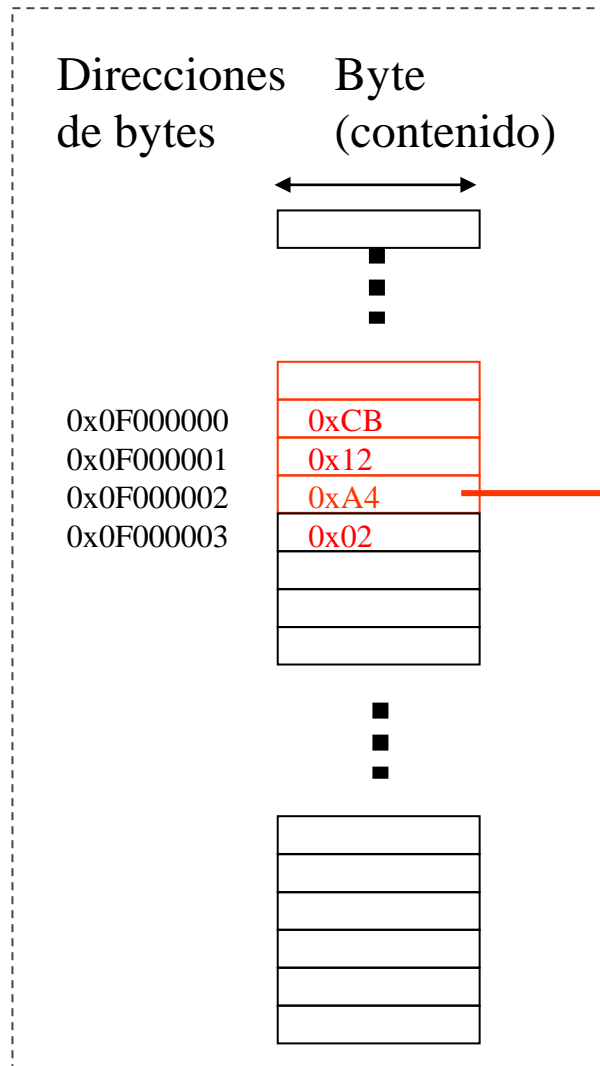 Direcciones Byte
de bytes (contenido)
0x0F000000 0xCB
0x0F000001 0x12
0x0F000002 0xA4
0x0F000003 0x02